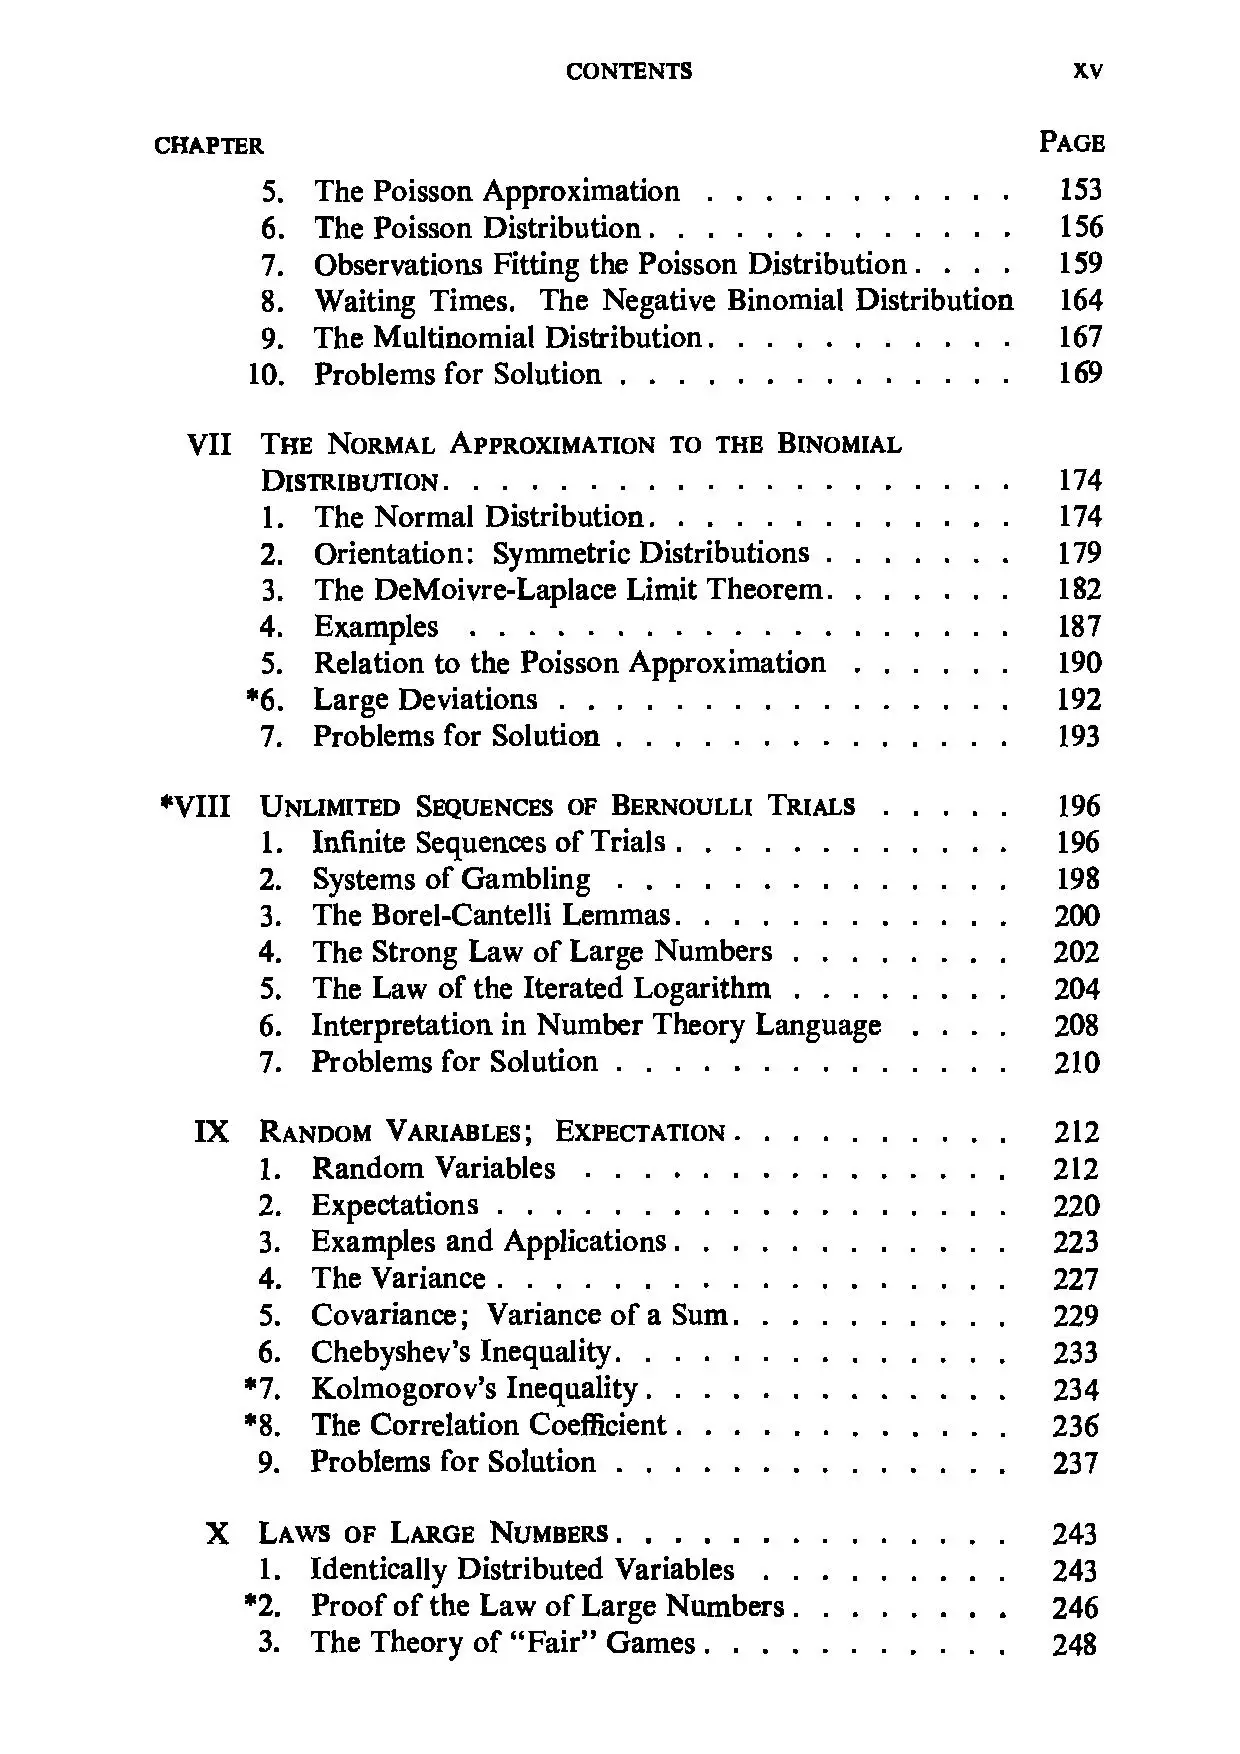 CONTENTS XV
CHAPTER PAGE
5. The Poisson Approximation . . . . . . . . . . . 153
6. The Poisson Distribution . . . . . . . . . . . . . 156
7. Observations Fitting the Poisson Distribution . . . . 159
8. Waiting Times. The Negative Binomial Distribution 164
9. The Multinomial Distribution . . . . . . . . . . . 167
10. Problems for Solution . . . . . . . . . . . . . . 169
VII THE NORMAL APPROXIMATION TO THE BINOMIAL
DISTRIBUTION . . . . . . . . . . . . . . . . . . . . 174
1. The Normal Distribution . . . . . . . . . . . . . 174
2. Orientation: Symmetric Distributions . . . . . . . 179
3. The DeMoivre-Laplace Limit Theorem . . . . . . . 182
4. Examples . . . . . . . . . . . . . . . . . . . 187
5. Relation to the Poisson Approximation . . . . . . 190
*6. Large Deviations . . . . . . . . . . . . . . . . 192
7. Problems for Solution . . . . . . . . . . . . . . 193
*VIII UNLIMITED SEQUENCES OF BERNOULLI TRIALS . . . . . 196
1. Infinite Sequences of Trials . . . . . . . . . . . . 196
2. Systems of Gambling . . . . . . . . . . . . . . 198
3. The Borel-Cantelli Lemmas . . . . . . . . . . . . 200
4. The Strong Law of Large Numbers . . . . . . . . 202
5. The Law of the Iterated Logarithm . . . . . . . . 204
6. Interpretation in Number Theory Language . . . . 208
7. Problems for Solution . . . . . . . . . . . . . . 210
IX RANDOM VARIABLES; EXPECTATION . . . . . . . . . . 212
1. Random Variables . . . . . . . . . . . . . . . 212
2. Expectations . . . . . . . . . . . . . . . . . . 220
3. Examples and Applications . . . . . . . . . . . . 223
4. The Variance . . . . . . . . . . . . . . . . . . 227
5. Covariance; Variance of a Sum . . . . . . . . . . 229
6. Chebyshev's Inequality . . . . . . . . . . . . . . 233
*7. Kolmogorov's Inequality . . . . . . . . . . . . . 234
*8. The Correlation Coefficient . . . . . . . . . . . . 236
9. Problems for Solution . . . . . . . . . . . . . . 237
X LAWS OF LARGE NUMBERS . . . . . . . . . . . . . . 243
1. Identically Distributed Variables . . . . . . . . . 243
*2. Proof of the Law of Large Numbers . . . . . . . . 246
3. The Theory of "Fair" Games . . . . . . . . . . . 248